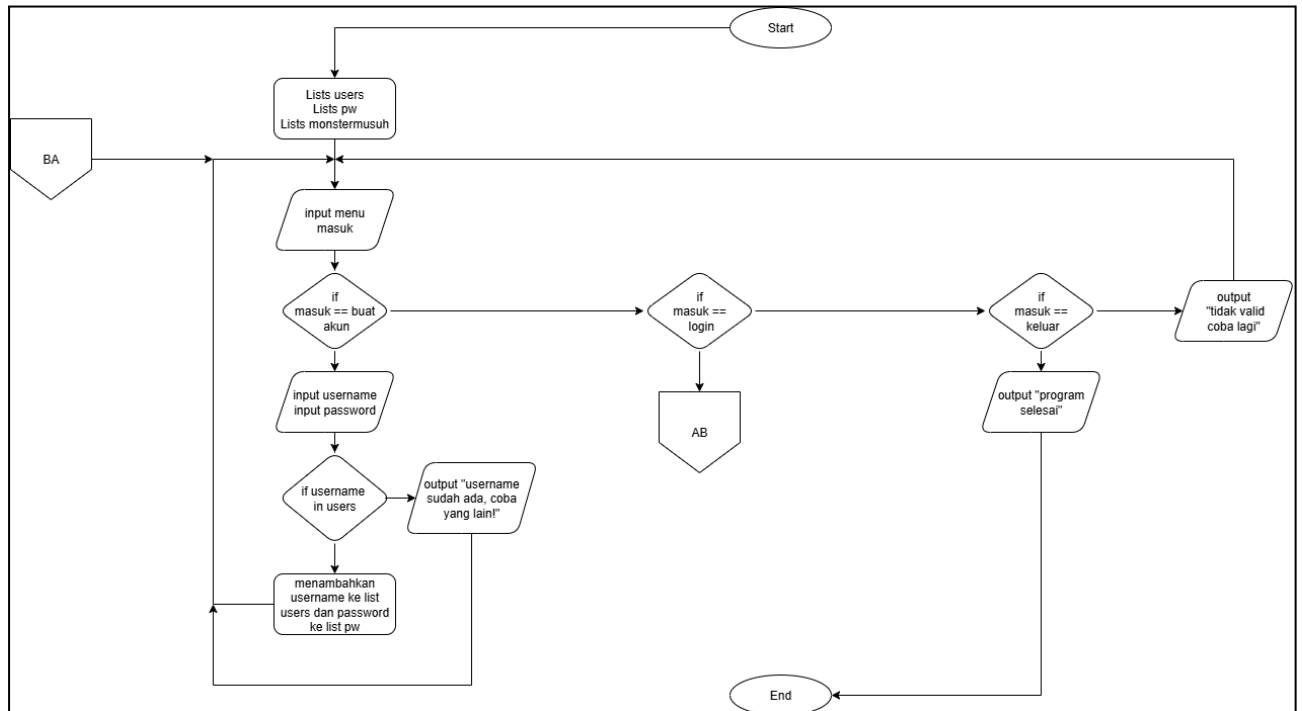 Start
Lists users
Lists pw
Lists monstermusuh
BA
input menu
masuk
if
masuk == buat
akun
if
masuk ==
login
if
masuk ==
keluar
output
"tidak valid
coba lagi"
input username
input password
AB
output "program
selesai"
if username
in users
output "username
sudah ada, coba
yang lain!"
menambahkan
username ke list
users dan password
ke list pw
End